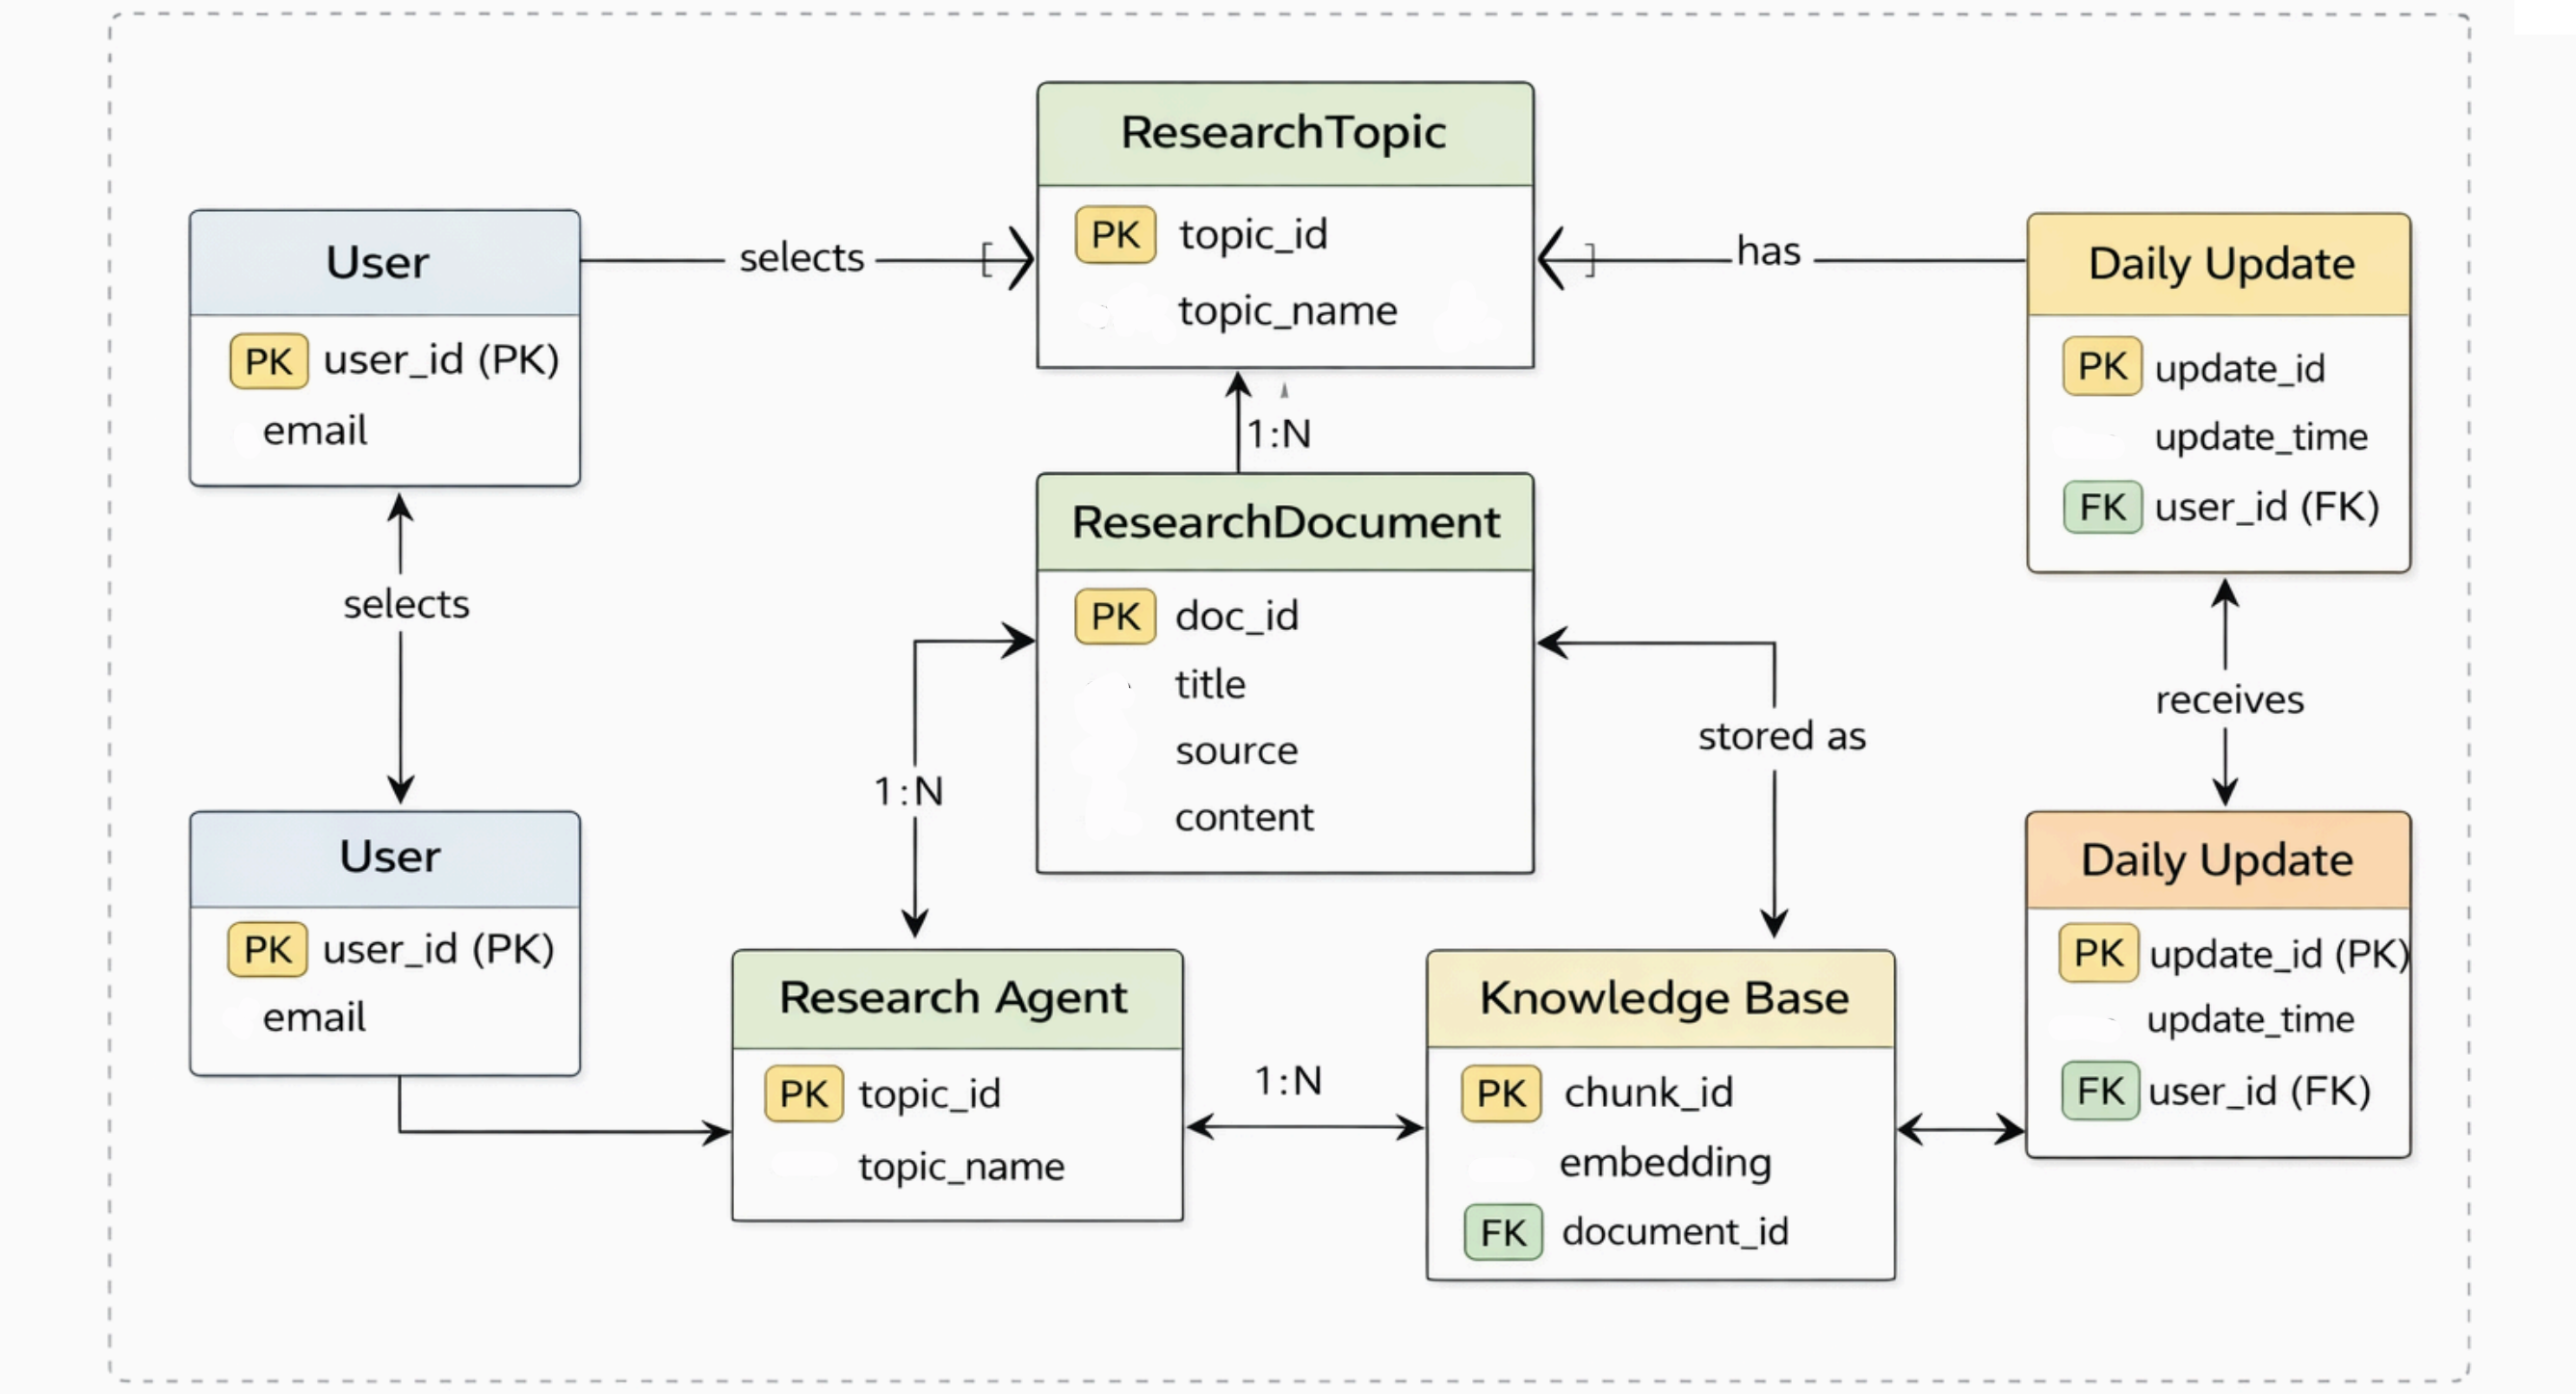 ResearchTopic
PK topic_id
topic_name
User
PK user_id (PK)
email
selects
has
Daily Update
PK update_id
update_time
FK user_id (FK)
1:N
ResearchDocument
PK doc_id
title
source
content
selects
1:N
stored as
receives
User
PK user_id (PK)
email
Research Agent
PK topic_id
topic_name
1:N
Knowledge Base
PK chunk_id
embedding
FK document_id
Daily Update
PK update_id (PK)
update_time
FK user_id (FK)